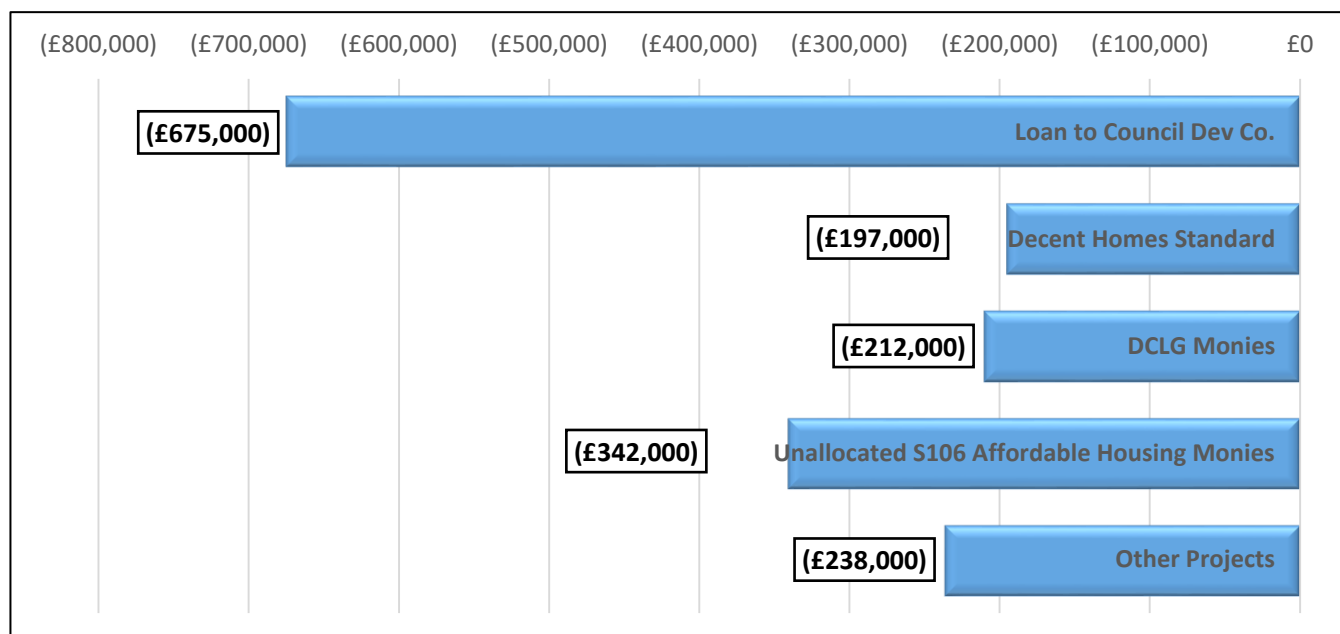 (£800,000) (£700,000) (£600,000) (£500,000) (£400,000) (£300,000) (£200,000) (£100,000) £0
(£675,000) Loan to Council Dev Co.
(£197,000) Decent Homes Standard
(£212,000) DCLG Monies
(£342,000) Unallocated S106 Affordable Housing Monies
(£238,000) Other Projects